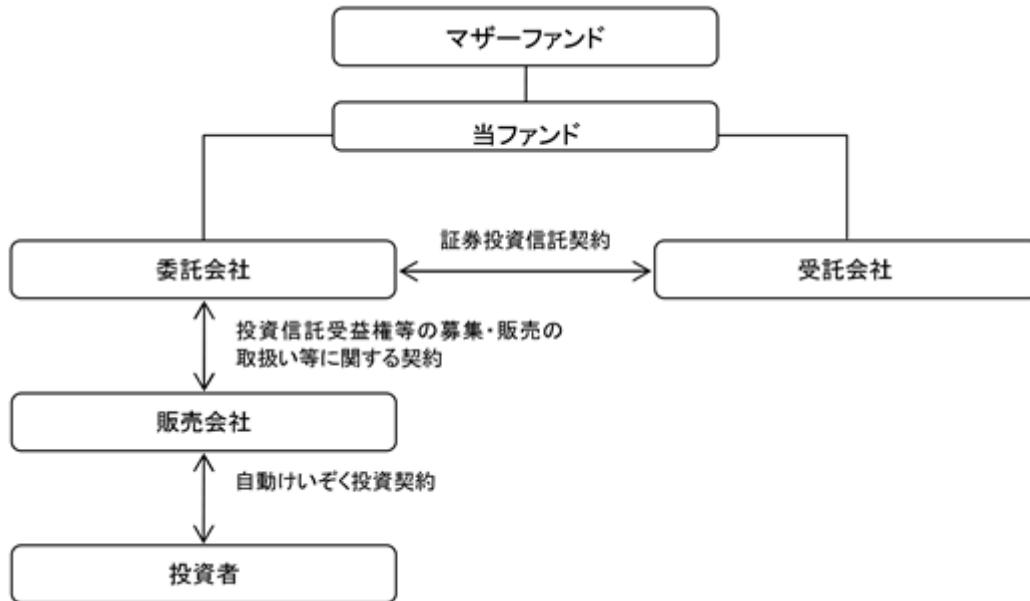 マザーファンド
当ファンド
証券投資信託契約
委託会社
受託会社
投資信託受益権等の募集・販売の
取扱い等に関する契約
販売会社
自動けいぞく投資契約
投資者